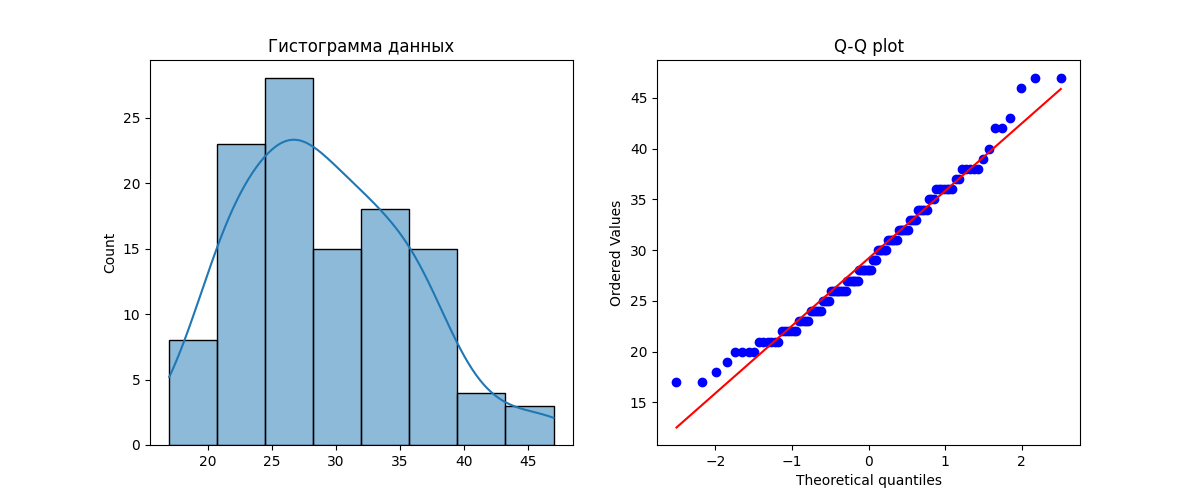 Гистограмма данных
Count
25
20
15
10
5
0
20 25 30 35 40 45
Q-Q plot
Ordered Values
45
40
35
30
25
20
15
−2 −1 0 1 2
Theoretical quantiles